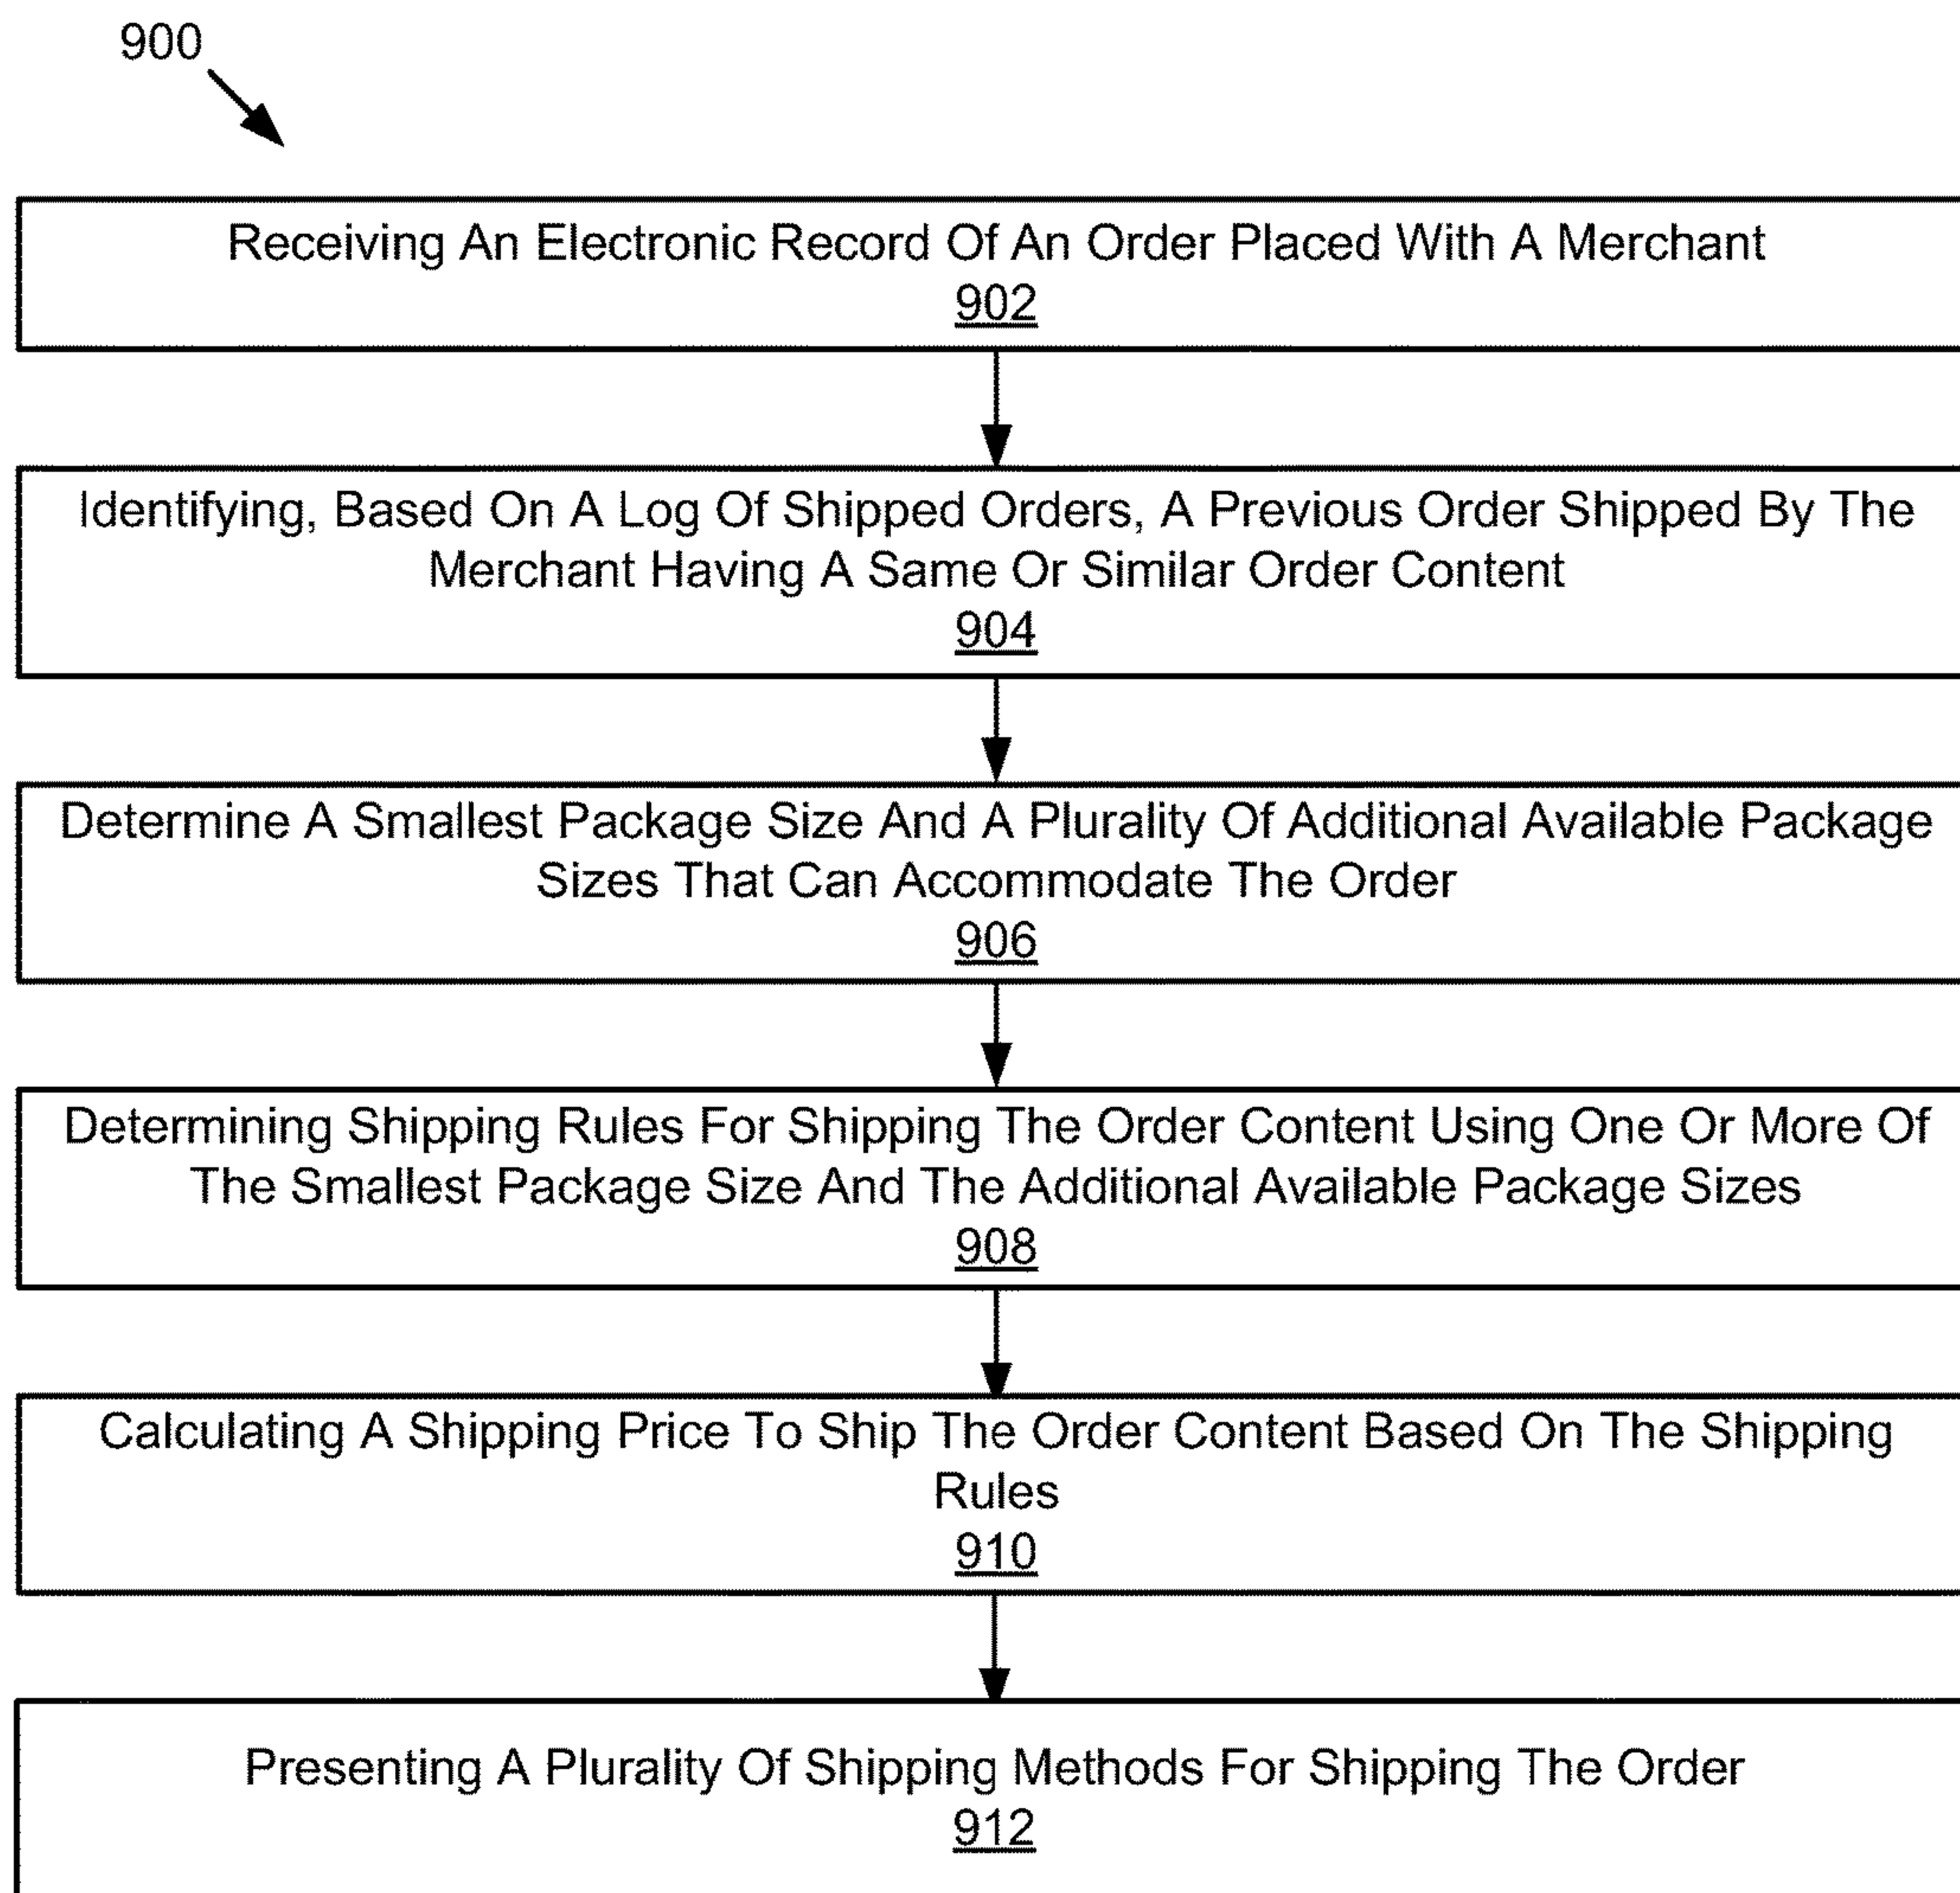 900
Receiving An Electronic Record Of An Order Placed With A Merchant
902
Identifying, Based On A Log Of Shipped Orders, A Previous Order Shipped By The
Merchant Having A Same Or Similar Order Content
904
Determine A Smallest Package Size And A Plurality Of Additional Available Package
Sizes That Can Accommodate The Order
906
Determining Shipping Rules For Shipping The Order Content Using One Or More Of
The Smallest Package Size And The Additional Available Package Sizes
908
Calculating A Shipping Price To Ship The Order Content Based On The Shipping
Rules
910
Presenting A Plurality Of Shipping Methods For Shipping The Order
912